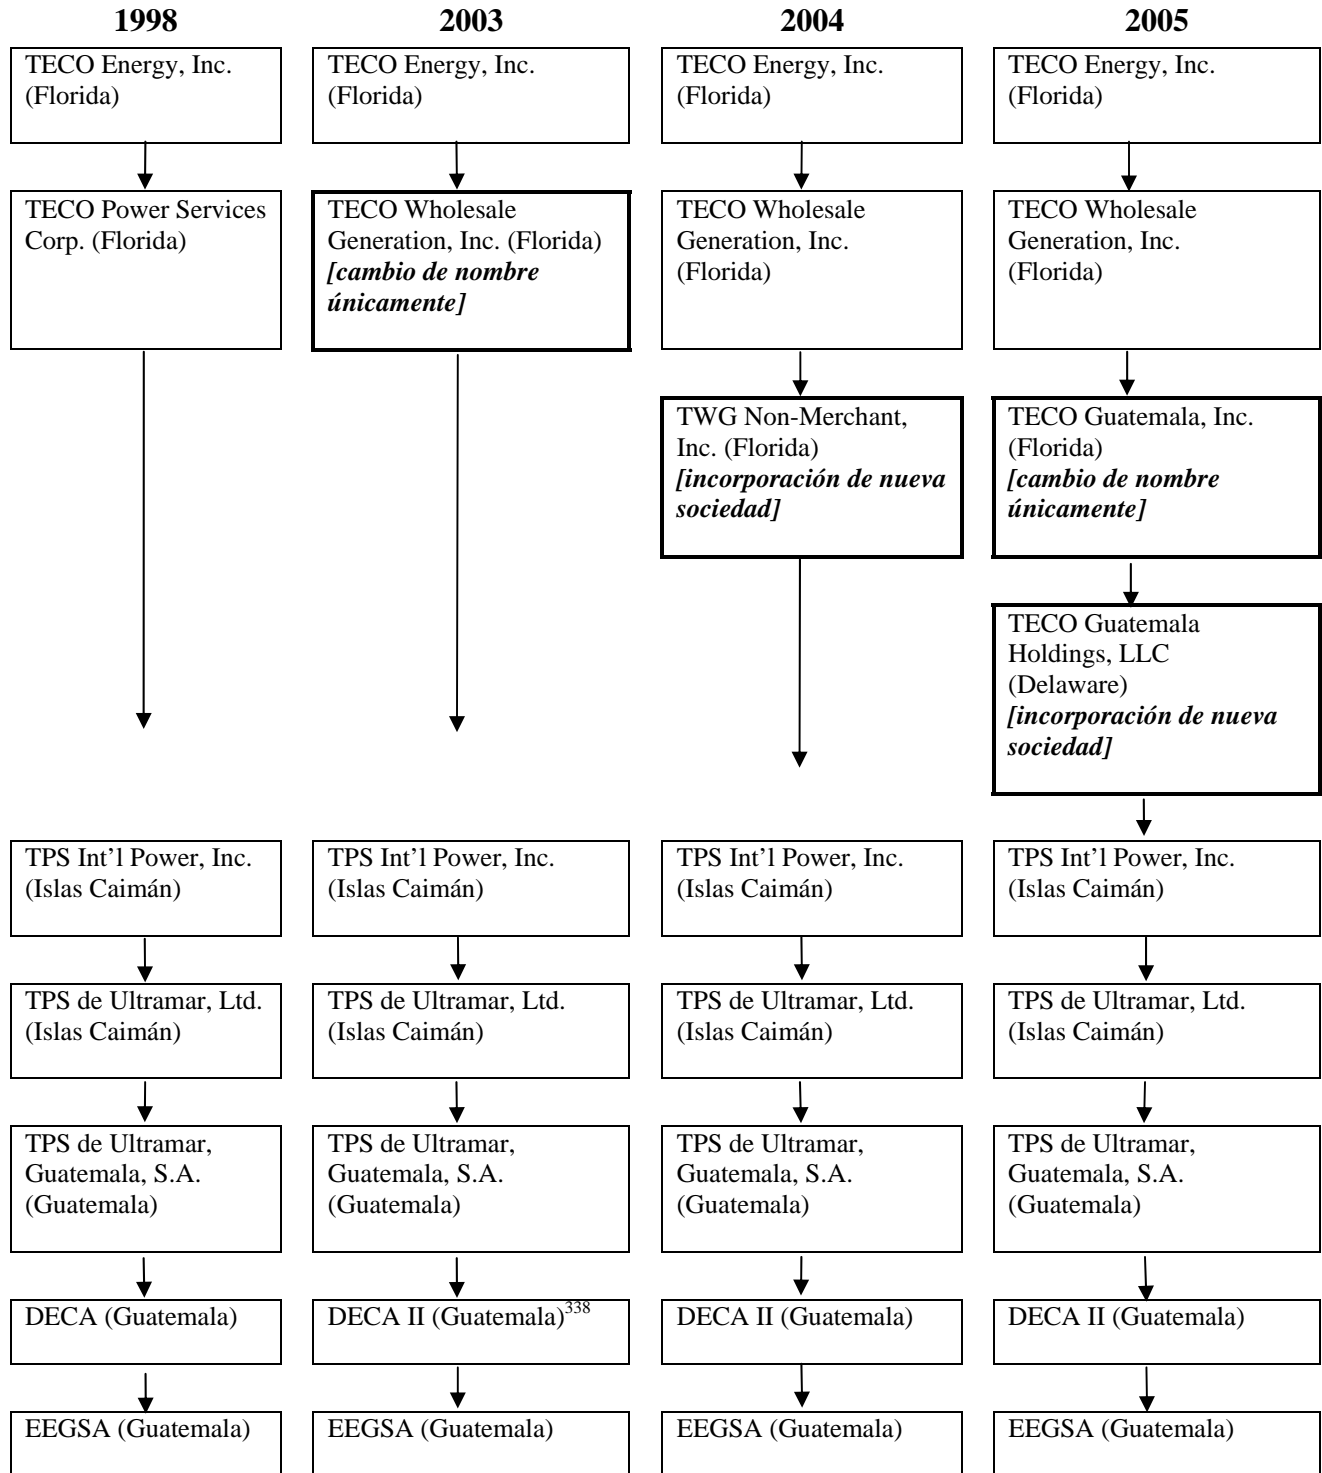 1998
2003
2004
2005
TECO Energy, Inc.
(Florida)
TECO Energy, Inc.
(Florida)
TECO Energy, Inc.
(Florida)
TECO Energy, Inc.
(Florida)
TECO Power Services
Corp. (Florida)
TECO Wholesale
Generation, Inc. (Florida)
[cambio de nombre
únicamente]
TECO Wholesale
Generation, Inc.
(Florida)
TECO Wholesale
Generation, Inc.
(Florida)
TWG Non-Merchant,
Inc. (Florida)
[incorporación de nueva
sociedad]
TECO Guatemala, Inc.
(Florida)
[cambio de nombre
únicamente]
TECO Guatemala
Holdings, LLC
(Delaware)
[incorporación de nueva
sociedad]
TPS Int’l Power, Inc.
(Islas Caimán)
TPS Int’l Power, Inc.
(Islas Caimán)
TPS Int’l Power, Inc.
(Islas Caimán)
TPS Int’l Power, Inc.
(Islas Caimán)
TPS de Ultramar, Ltd.
(Islas Caimán)
TPS de Ultramar, Ltd.
(Islas Caimán)
TPS de Ultramar, Ltd.
(Islas Caimán)
TPS de Ultramar, Ltd.
(Islas Caimán)
TPS de Ultramar,
Guatemala, S.A.
(Guatemala)
TPS de Ultramar,
Guatemala, S.A.
(Guatemala)
TPS de Ultramar,
Guatemala, S.A.
(Guatemala)
TPS de Ultramar,
Guatemala, S.A.
(Guatemala)
DECA (Guatemala)
DECA II (Guatemala)338
DECA II (Guatemala)
DECA II (Guatemala)
EEGSA (Guatemala)
EEGSA (Guatemala)
EEGSA (Guatemala)
EEGSA (Guatemala)